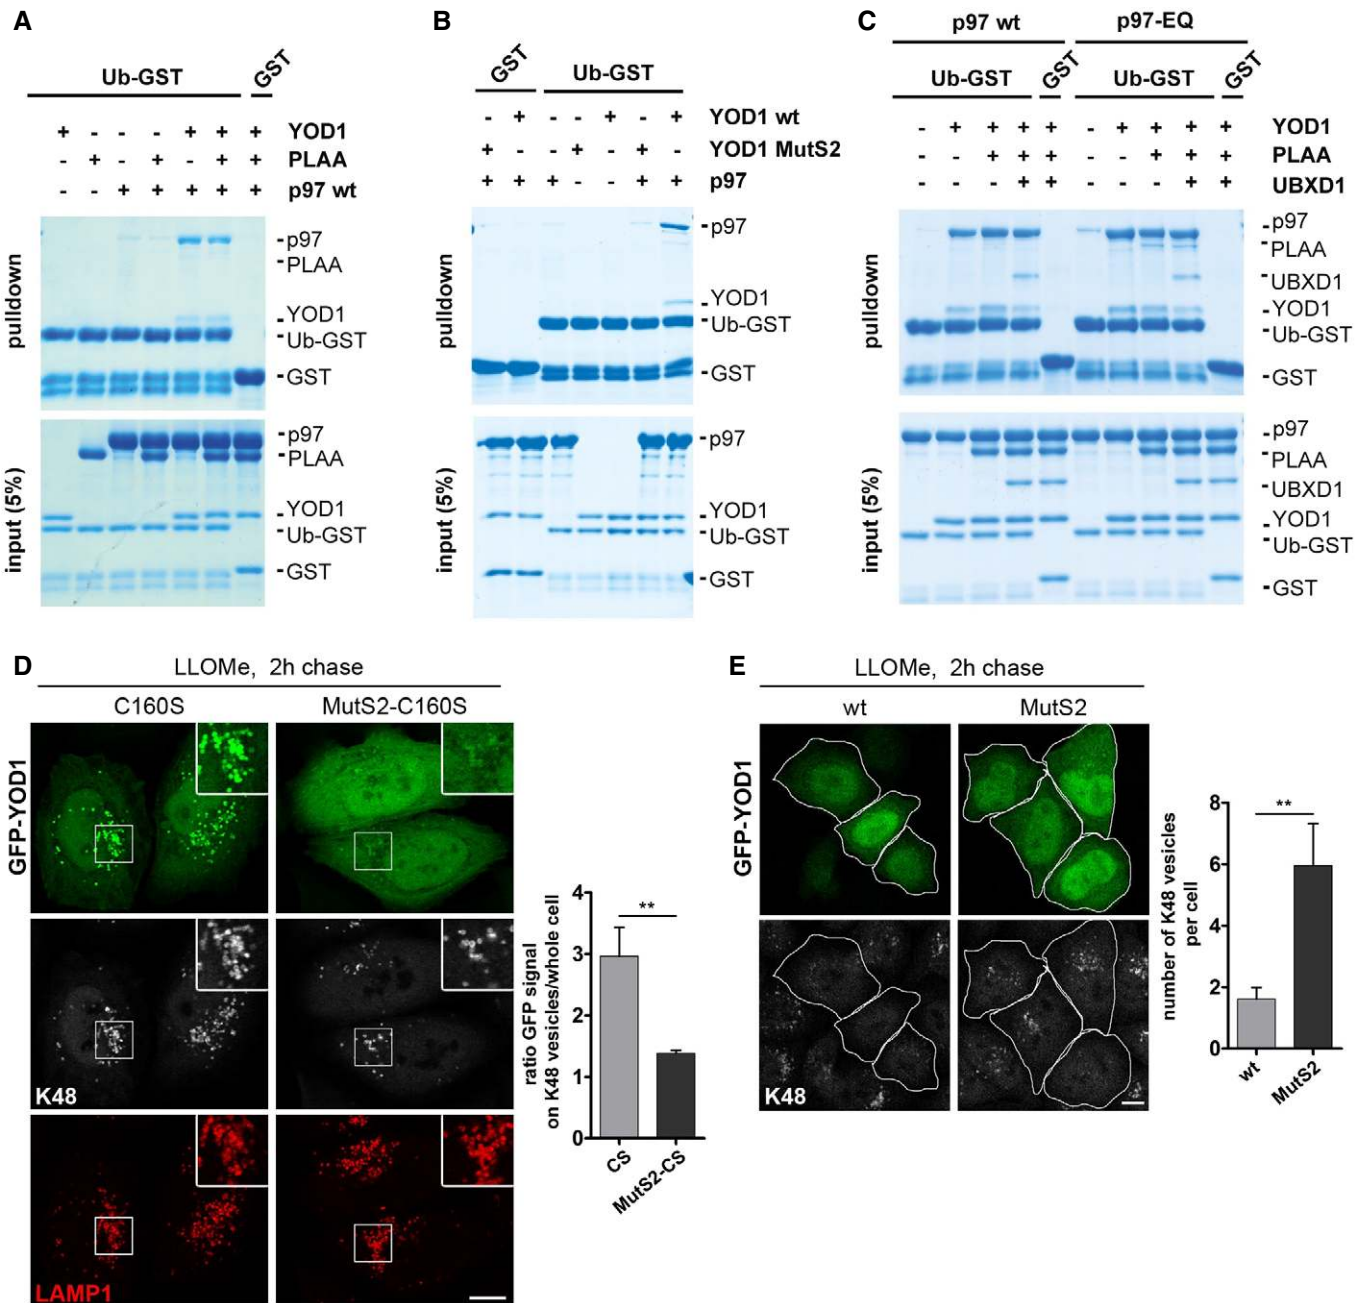 A
Ub-GST
GST
+ - - - + + + YOD1
- + - + - + + PLAA
- - + + + + + p97 wt
pulldown
-p97
-PLAA
-YOD1
-Ub-GST
-GST
input (5%)
-p97
-PLAA
-YOD1
-Ub-GST
-GST
B
GST
Ub-GST
- + - - + - + YOD1 wt
+ - - + - + - YOD1 MutS2
+ + + - - + + p97
pulldown
-p97
-YOD1
-Ub-GST
-GST
input (5%)
-p97
-YOD1
-Ub-GST
-GST
C
p97 wt
p97-EQ
Ub-GST
GST
Ub-GST
GST
- + + + + - + + + + YOD1
- - + + + - - + + + PLAA
- - - + + - - - + + UBXD1
pulldown
-p97
-PLAA
-UBXD1
-YOD1
-Ub-GST
-GST
input (5%)
-p97
-PLAA
-UBXD1
-YOD1
-Ub-GST
-GST
D
LLOMe, 2h chase
C160S
MutS2-C160S
GFP-YOD1
K48
LAMP1
ratio GFP signal
on K48 vesicles/whole cell
4
3
2
1
0
**
CS
MutS2-CS
E
LLOMe, 2h chase
wt
MutS2
GFP-YOD1
K48
number of K48 vesicles
per cell
8
6
4
2
0
**
wt
MutS2